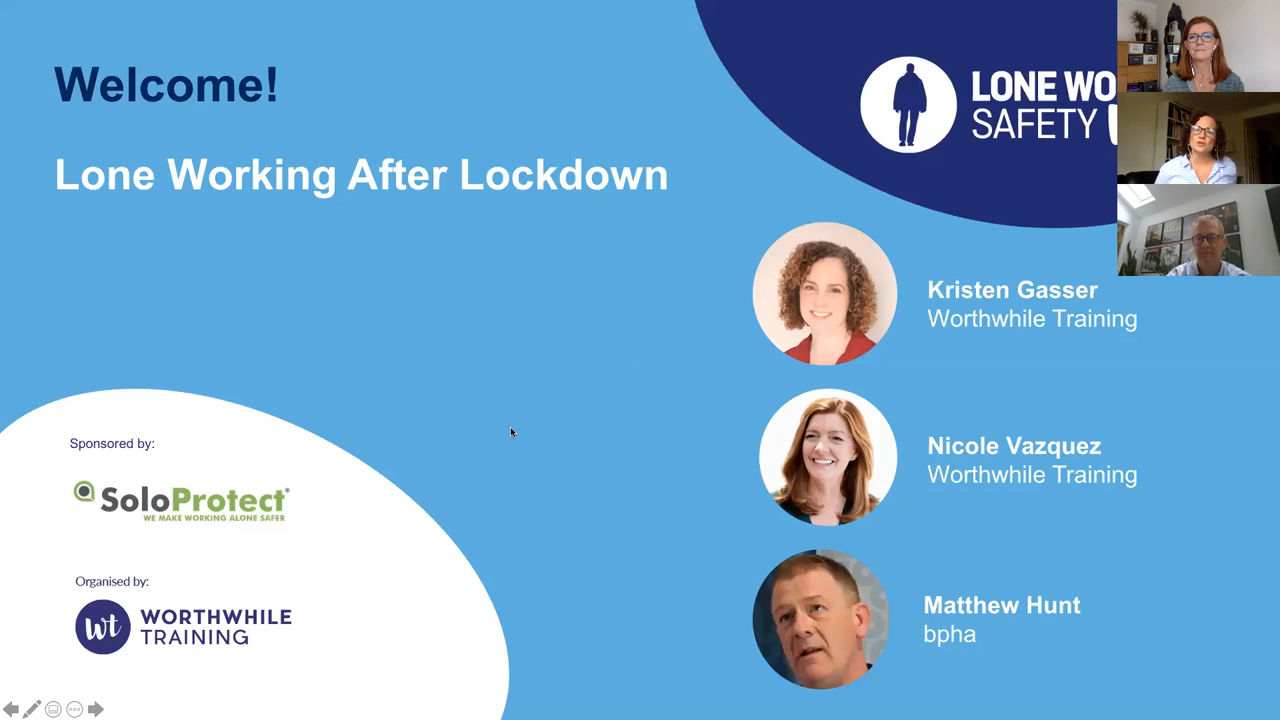 Welcome!
Lone Working After Lockdown
LONE WO
SAFETY
Kristen Gasser
Worthwhile Training
Nicole Vazquez
Worthwhile Training
Matthew Hunt
bpha
Sponsored by:
SoloProtect®
WE MAKE WORKING ALONE SAFER
Organised by:
wt
WORTHWHILE
TRAINING